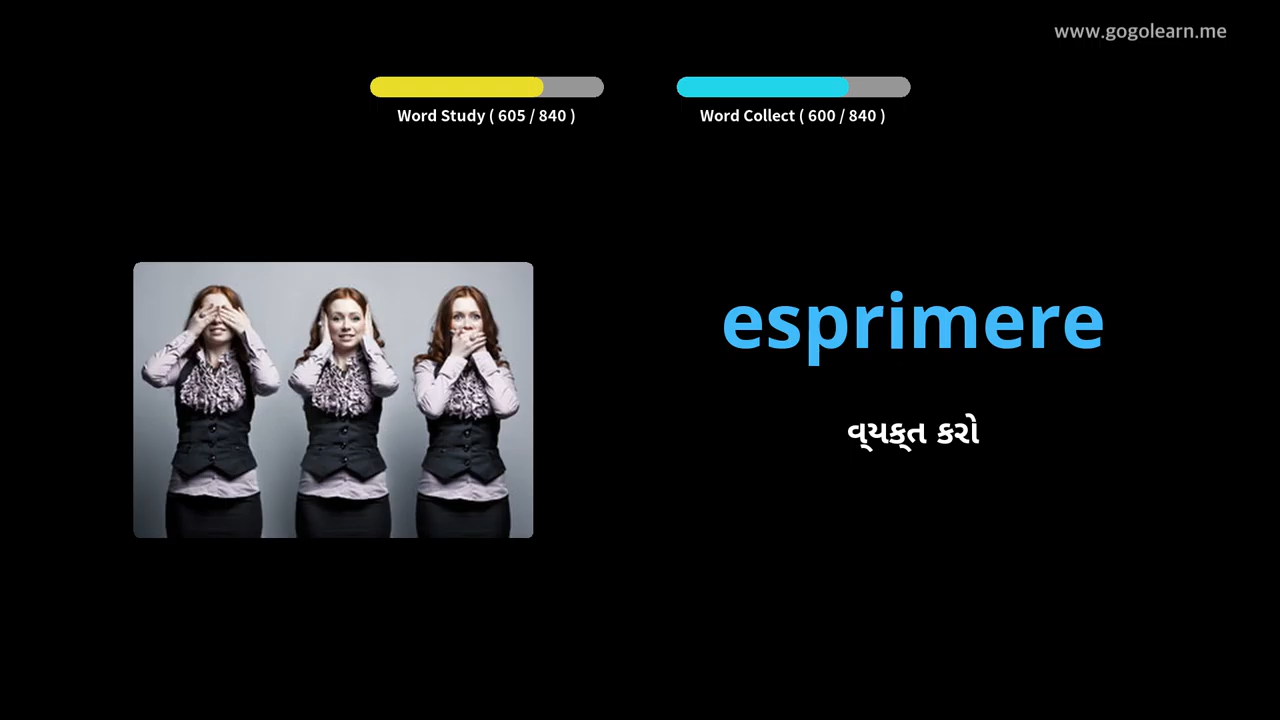 www.gogolearn.me
Word Study ( 605 / 840 )
Word Collect ( 600 / 840 )
esprimere
વ્યક્ત કરો